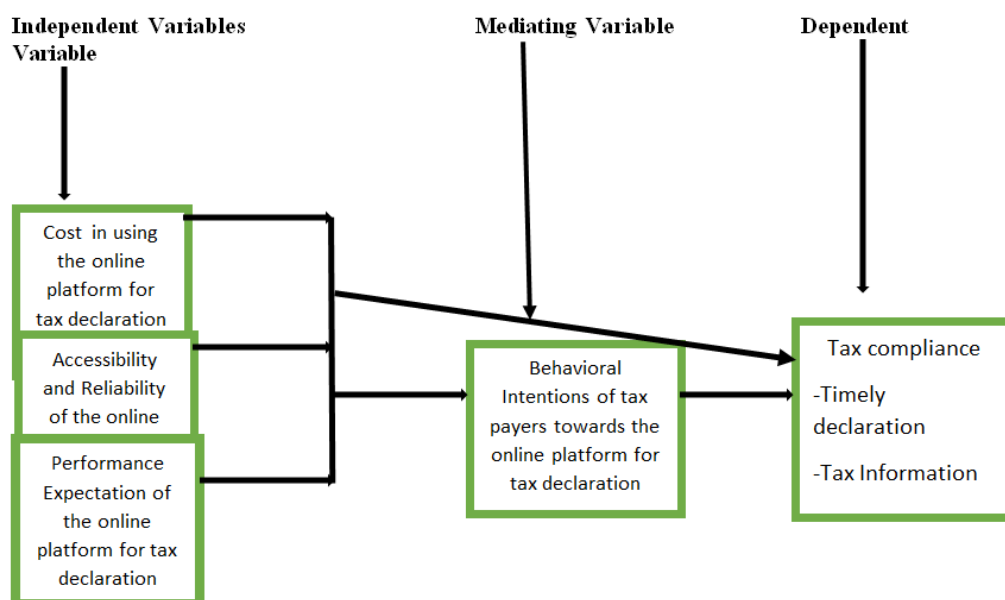 Independent Variables Mediating Variable Dependent
Variable
Cost in using
the online
platform for
tax declaration
Accessibility
and Reliability
of the online
Performance
Expectation of
the online
platform for tax
declaration
Behavioral
Intentions of tax
payers towards the
online platform for
tax declaration
Tax compliance
-Timely
declaration
-Tax Information